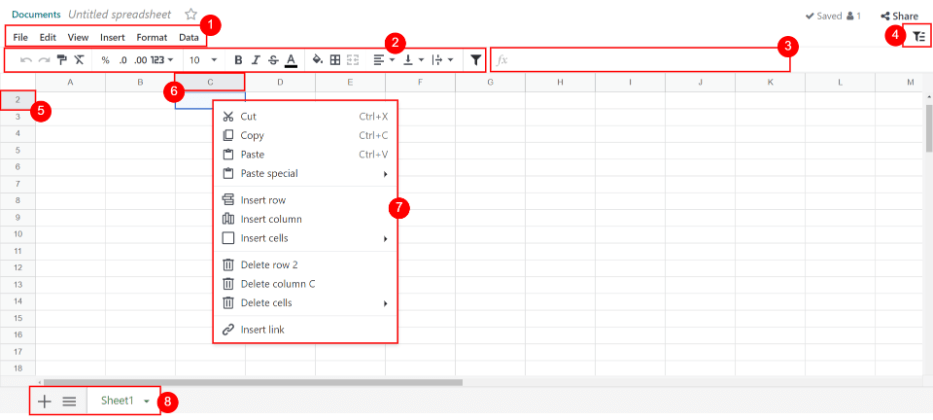 Documents Untitled spreadsheet Saved 1 Share
1
File Edit View Insert Format Data
2
3
4
% .0 .00 123 10 B I S A fx
A B C D E F G H I J K L M
6
2
5
3
Cut Ctrl+X
4
Copy Ctrl+C
5
Paste Ctrl+V
6
Paste special
7
8
Insert row
7
9
Insert column
10
Insert cells
11
12
Delete row 2
13
Delete column C
14
Delete cells
15
16
Insert link
17
18
Sheet1
8